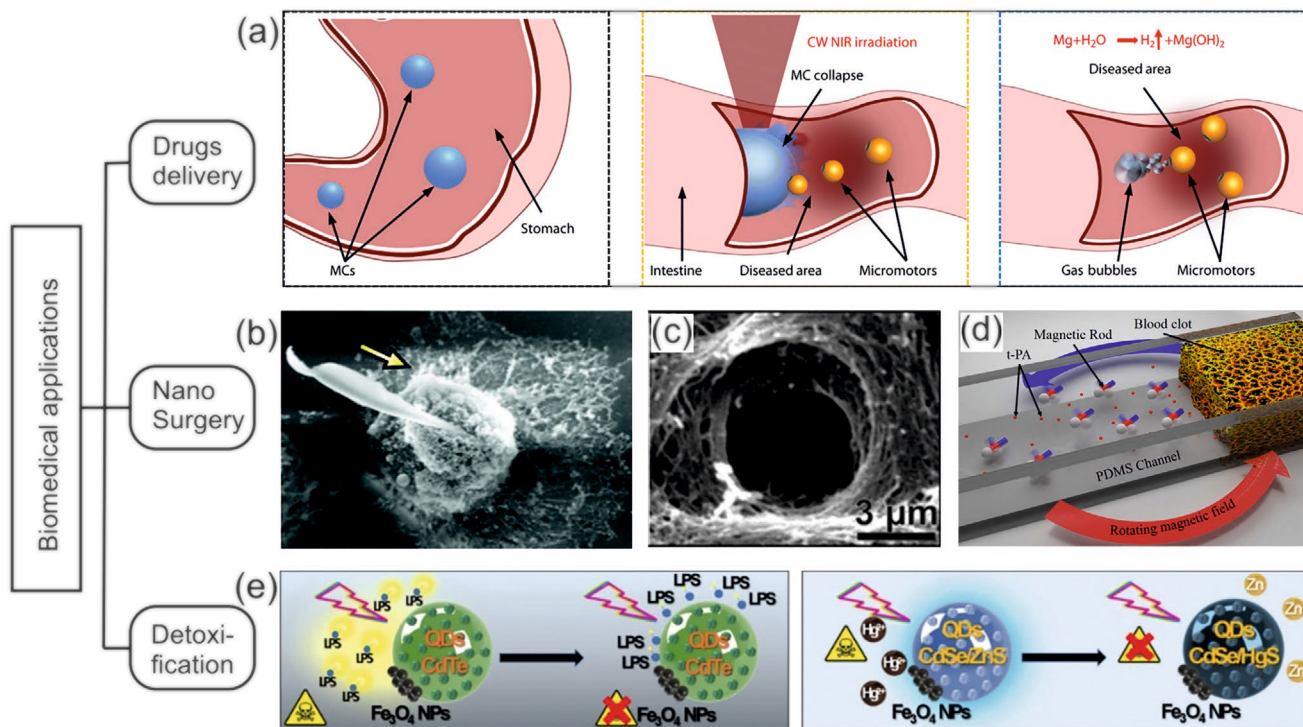 Biomedical applications
Drugs
delivery
Nano
Surgery
Detoxi-
fication
(a)
MCs
Stomach
CW NIR irradiation
MC collapse
Intestine
Diseased area
Micromotors
Mg+H₂O → H₂↑ +Mg(OH)₂
Diseased area
Gas bubbles
Micromotors
(b)
(c)
3 μm
(d)
Magnetic Rod
Blood clot
t-PA
PDMS Channel
Rotating magnetic field
(e)
LPS
LPS
LPS
LPS
LPS
LPS
QDs
CdTe
Fe₃O₄ NPs
LPS
LPS
LPS
LPS
LPS
LPS
QDs
CdTe
Fe₃O₄ NPs
Hg²⁺
Hg²⁺
Hg²⁺
QDs
CdSe/ZnS
Fe₃O₄ NPs
Zn
Zn
Zn
QDs
CdSe/HgS
Fe₃O₄ NPs